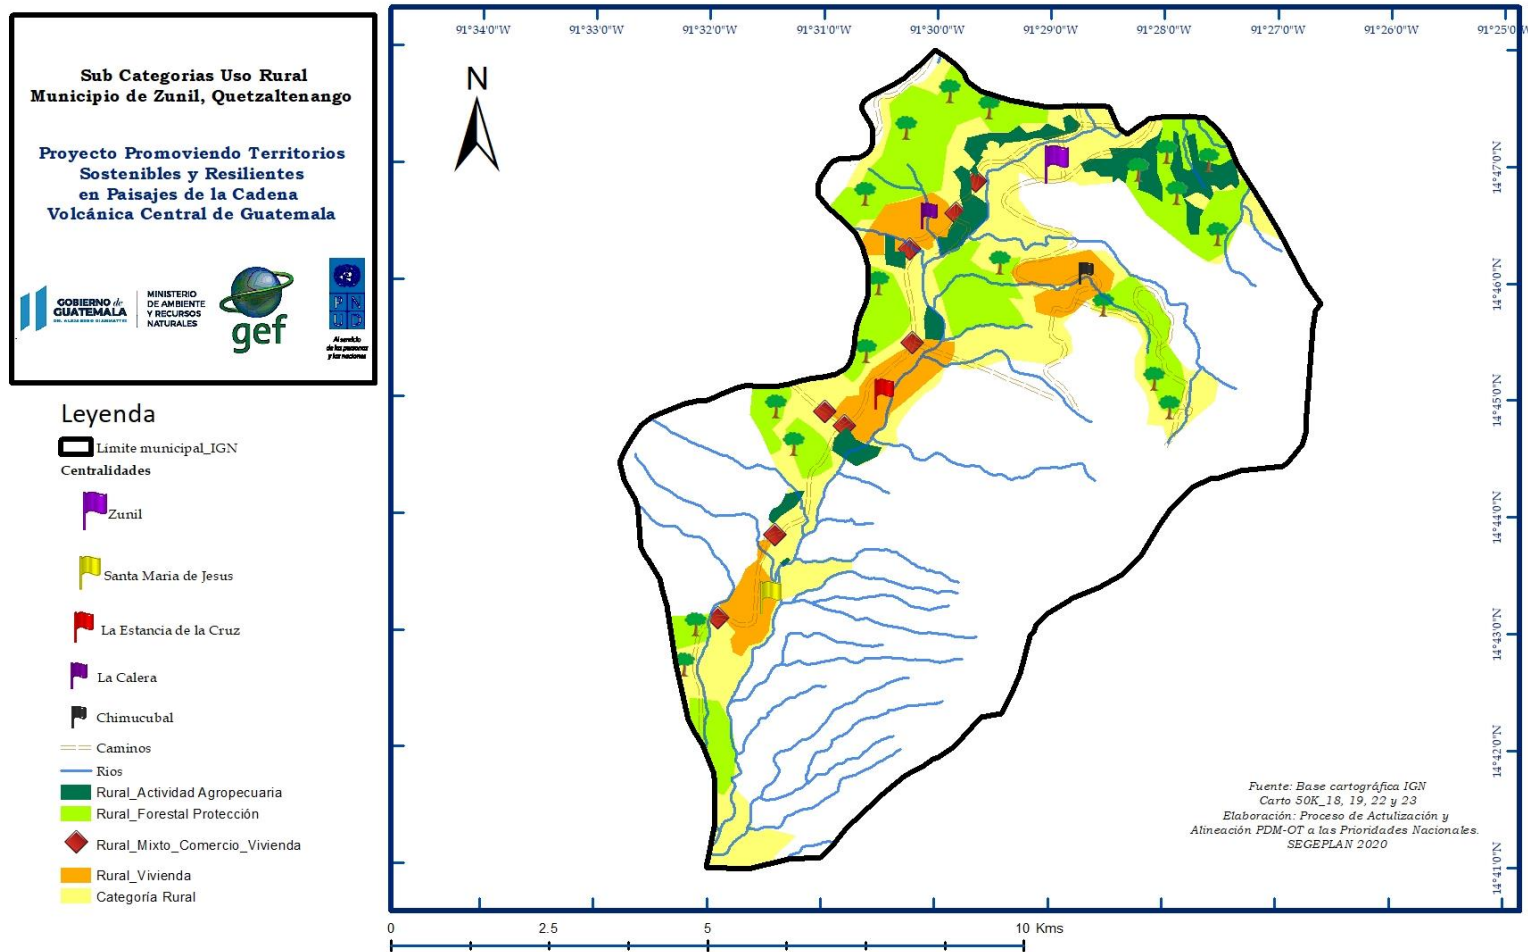 Sub Categorias Uso Rural
Municipio de Zunil, Quetzaltenango
Proyecto Promoviendo Territorios
Sostenibles y Resilientes
en Paisajes de la Cadena
Volcánica Central de Guatemala
GOBIERNO de
GUATEMALA
MINISTERIO
DE AMBIENTE
Y RECURSOS
NATURALES
gef
P N
U D
Al servicio
de las personas
y las naciones
Leyenda
Limite municipal_IGN
Centralidades
Zunil
Santa Maria de Jesus
La Estancia de la Cruz
La Calera
Chimucubal
Caminos
Rios
Rural_Actividad Agropecuaria
Rural_Forestal Protección
Rural_Mixto_Comercio_Vivienda
Rural_Vivienda
Categoría Rural
91°34'0"W 91°33'0"W 91°32'0"W 91°31'0"W 91°30'0"W 91°29'0"W 91°28'0"W 91°27'0"W 91°26'0"W 91°25'0"W
N
14°47'0"N
14°46'0"N
14°45'0"N
14°44'0"N
14°43'0"N
14°42'0"N
14°41'0"N
Fuente: Base cartográfica IGN
Carto 50K_18, 19, 22 y 23
Elaboración: Proceso de Actulización y
Alineación PDM-OT a las Prioridades Nacionales.
SEGEPLAN 2020
0 2.5 5 10 Kms